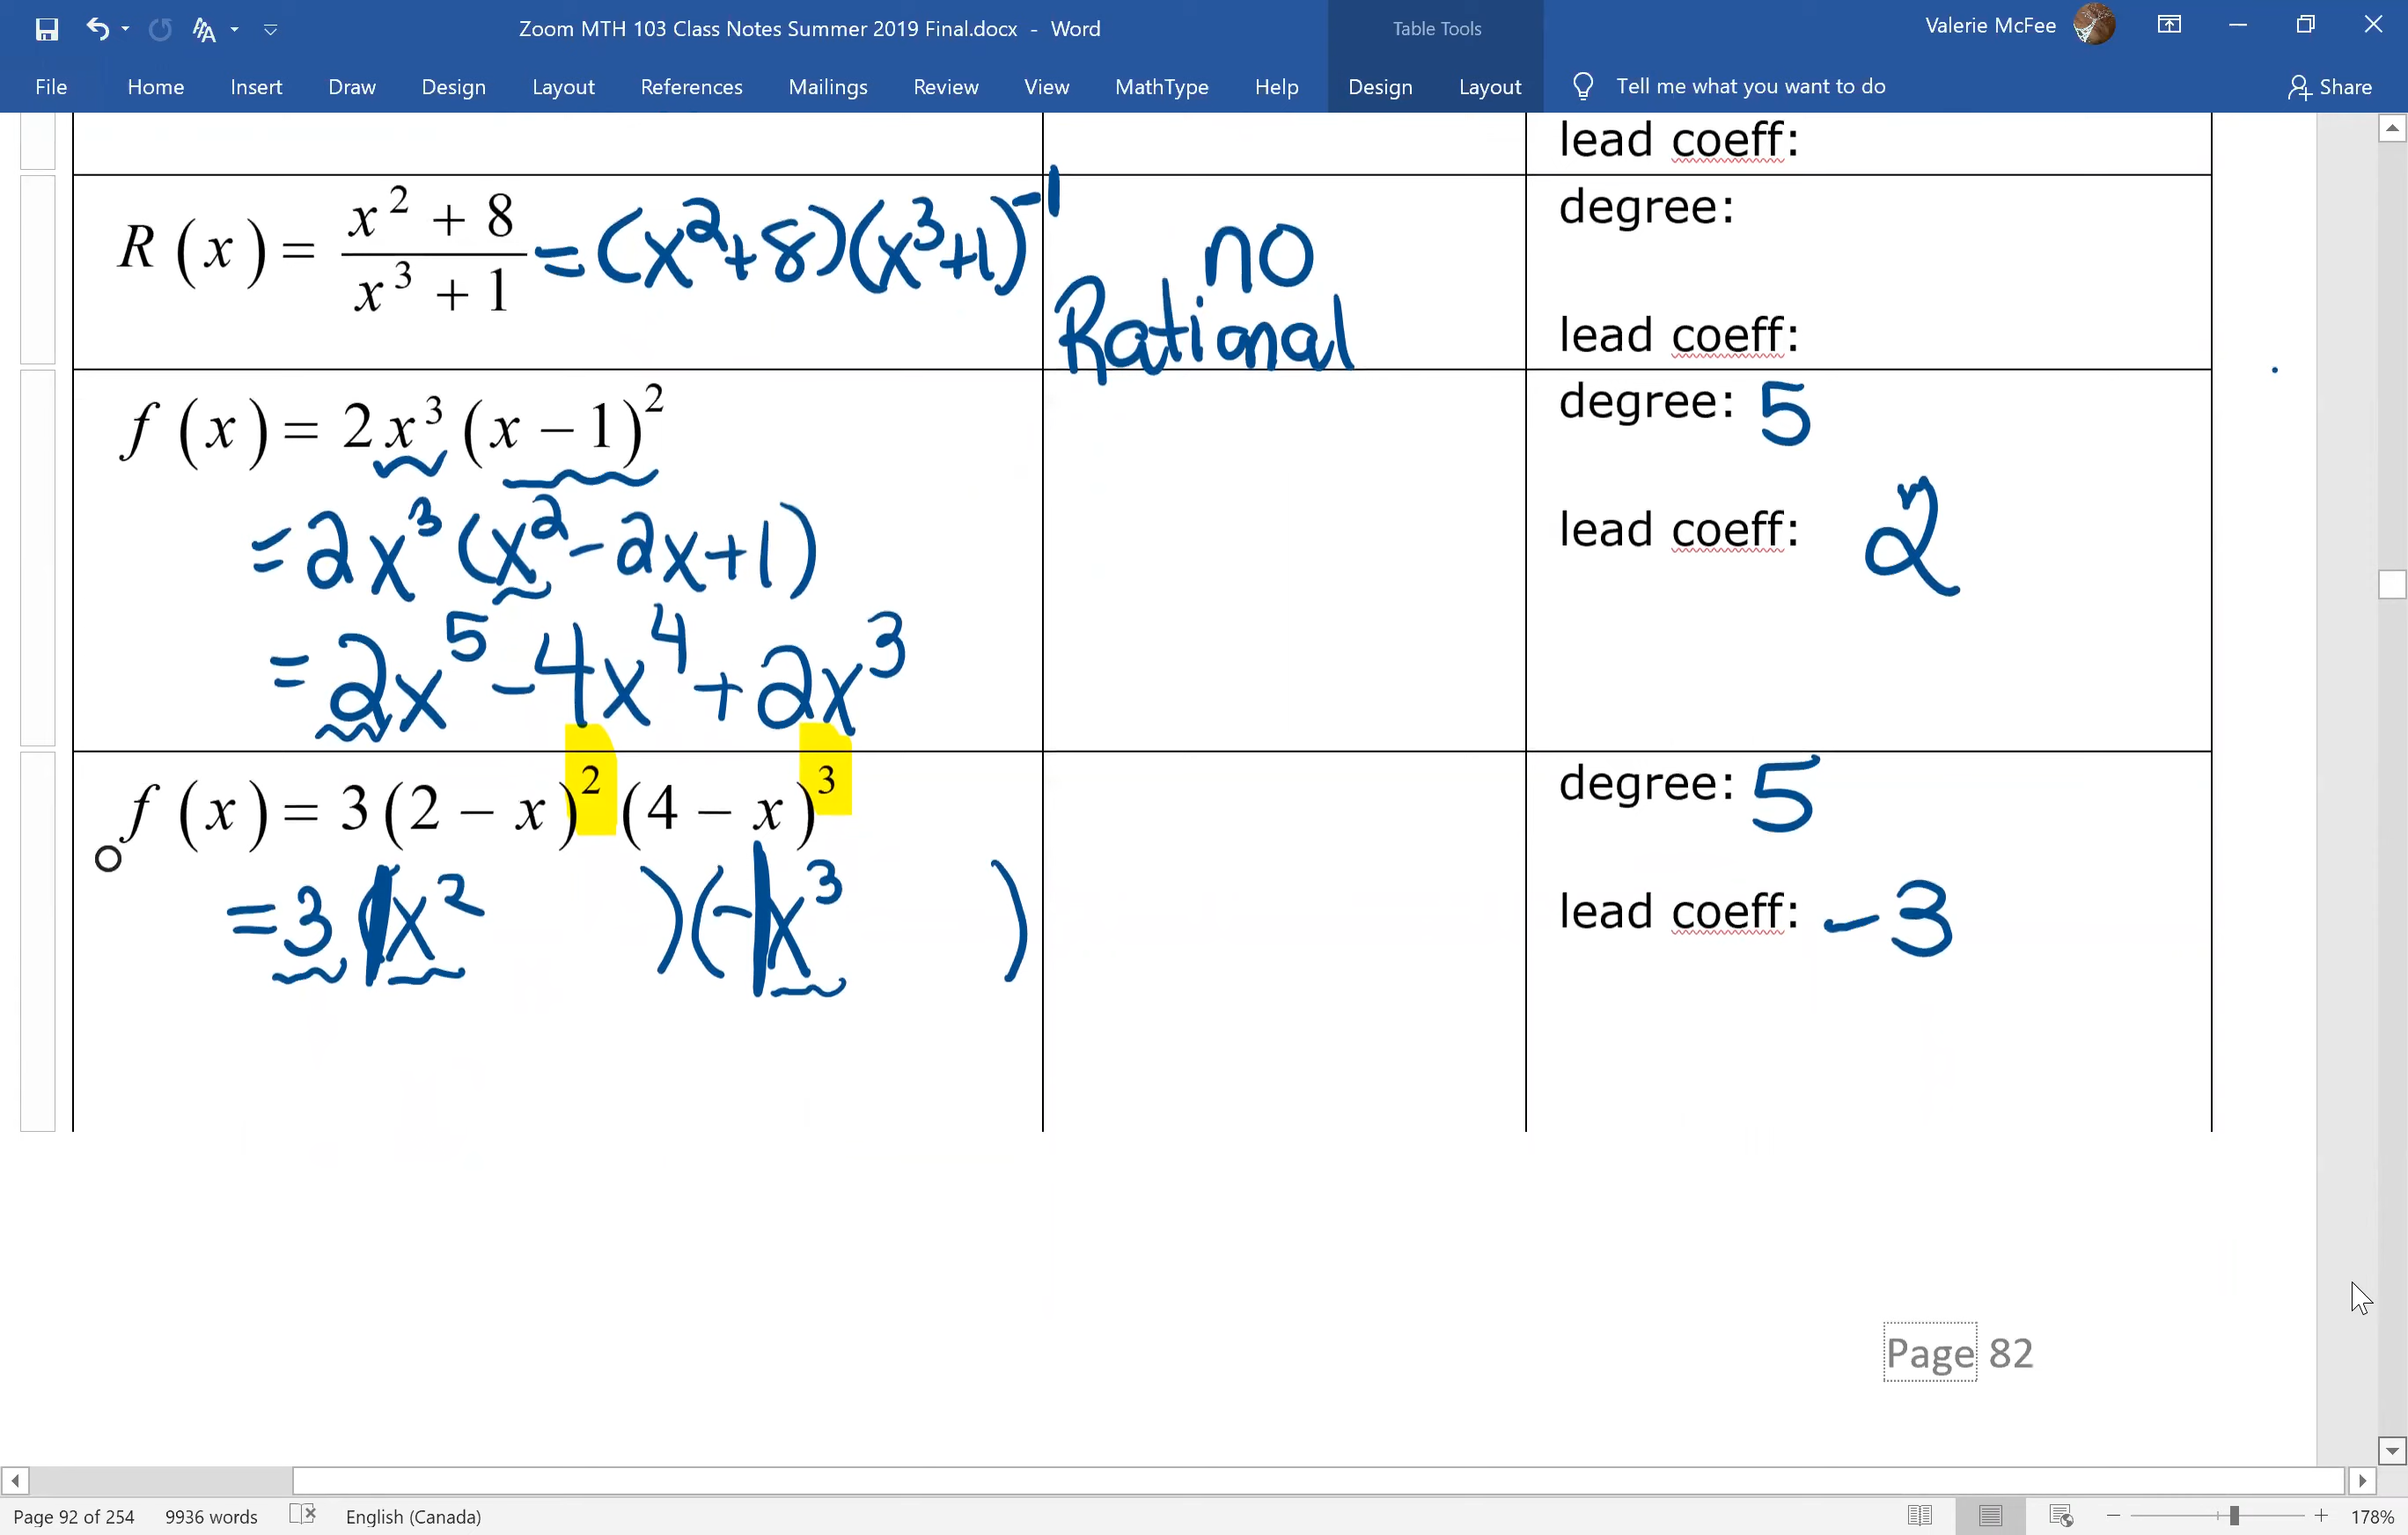 Zoom MTH 103 Class Notes Summer 2019 Final.docx - Word
Table Tools
Valerie McFee
File Home Insert Draw Design Layout References Mailings Review View MathType Help Design Layout Tell me what you want to do Share
lead coeff:
R(x) = \frac{x^2 + 8}{x^3 + 1} = (x^2+8)(x^3+1)^{-1}
no
Rational
degree:
lead coeff:
f(x) = 2x^3(x − 1)^2
= 2x^3(x^2 - 2x + 1)
= 2x^5 - 4x^4 + 2x^3
degree: 5
lead coeff: 2
f(x) = 3(2 − x)^2(4 − x)^3
= 3(1x^2 )(-1x^3 )
degree: 5
lead coeff: -3
Page 82
Page 92 of 254 9936 words English (Canada) 178%